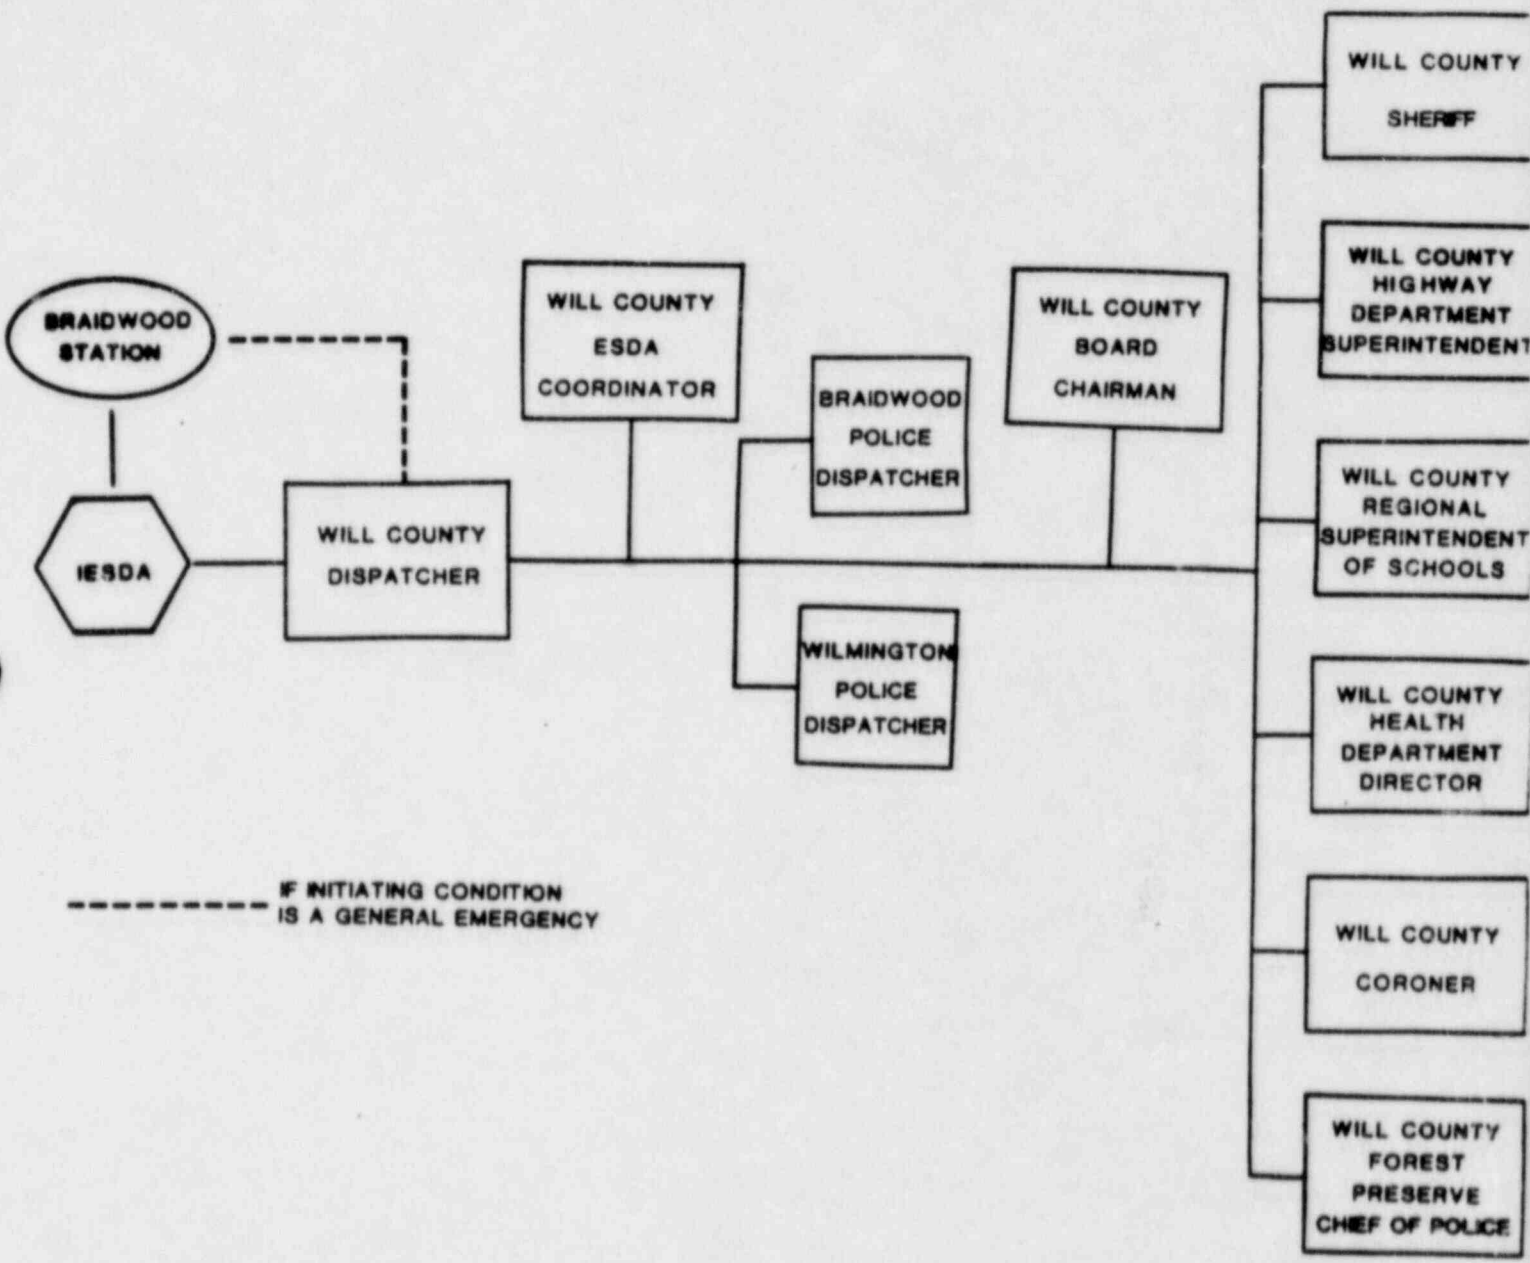 BRAIDWOOD
STATION
IESDA
WILL COUNTY
DISPATCHER
WILL COUNTY
ESDA
COORDINATOR
BRAIDWOOD
POLICE
DISPATCHER
WILMINGTON
POLICE
DISPATCHER
WILL COUNTY
BOARD
CHAIRMAN
WILL COUNTY
SHERIFF
WILL COUNTY
HIGHWAY
DEPARTMENT
SUPERINTENDENT
WILL COUNTY
REGIONAL
SUPERINTENDENT
OF SCHOOLS
WILL COUNTY
HEALTH
DEPARTMENT
DIRECTOR
WILL COUNTY
CORONER
WILL COUNTY
FOREST
PRESERVE
CHIEF OF POLICE
IF INITIATING CONDITION
IS A GENERAL EMERGENCY